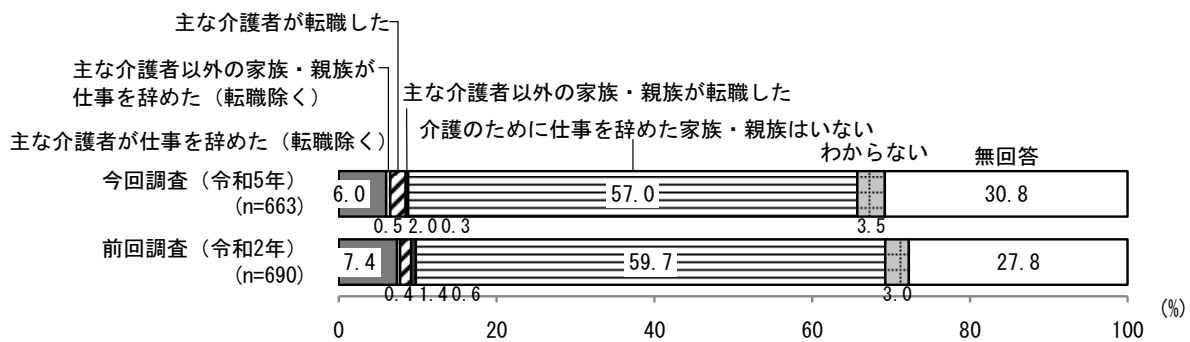 主な介護者が転職した
主な介護者以外の家族・親族が
仕事を辞めた（転職除く）
主な介護者以外の家族・親族が転職した
主な介護者が仕事を辞めた（転職除く）
介護のために仕事を辞めた家族・親族はいない
わからない
無回答
今回調査（令和5年）
(n=663)
6.0
57.0
30.8
0.5
2.0
0.3
3.5
前回調査（令和2年）
(n=690)
7.4
59.7
27.8
0.4
1.4
0.6
3.0
(%)
0
20
40
60
80
100